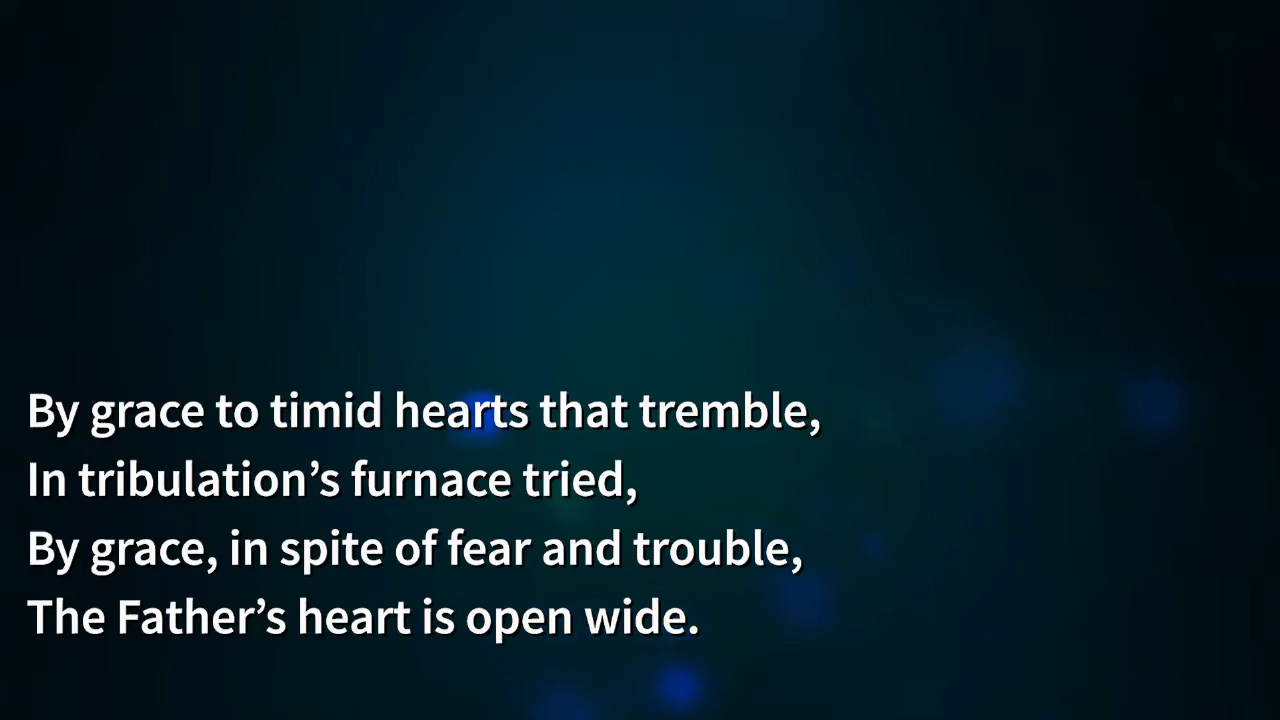 By grace to timid hearts that tremble,
In tribulation’s furnace tried,
By grace, in spite of fear and trouble,
The Father’s heart is open wide.